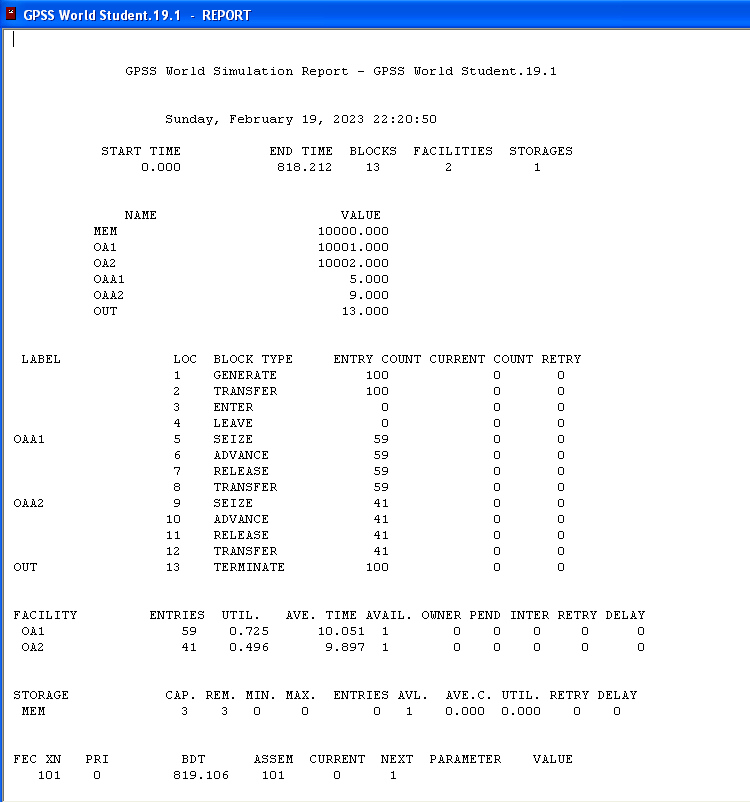 GPSS World Student.19.1  -  REPORT
GPSS World Simulation Report - GPSS World Student.19.1
Sunday, February 19, 2023 22:20:50
START TIME           END TIME  BLOCKS  FACILITIES  STORAGES
0.000            818.212    13        2          1
NAME                       VALUE
MEM                         10000.000
OA1                         10001.000
OA2                         10002.000
OAA1                            5.000
OAA2                            9.000
OUT                            13.000
LABEL              LOC  BLOCK TYPE     ENTRY COUNT CURRENT COUNT RETRY
1    GENERATE           100             0       0
2    TRANSFER           100             0       0
3    ENTER                0             0       0
4    LEAVE                0             0       0
OAA1                5    SEIZE               59             0       0
6    ADVANCE             59             0       0
7    RELEASE             59             0       0
8    TRANSFER            59             0       0
OAA2                9    SEIZE               41             0       0
10    ADVANCE             41             0       0
11    RELEASE             41             0       0
12    TRANSFER            41             0       0
OUT                13    TERMINATE          100             0       0
FACILITY         ENTRIES  UTIL.   AVE. TIME AVAIL. OWNER PEND INTER RETRY DELAY
OA1                 59    0.725      10.051  1        0    0    0     0      0
OA2                 41    0.496       9.897  1        0    0    0     0      0
STORAGE            CAP. REM. MIN. MAX.  ENTRIES AVL.  AVE.C. UTIL. RETRY DELAY
MEM                 3    3   0     0        0   1    0.000  0.000    0    0
FEC XN   PRI         BDT      ASSEM  CURRENT  NEXT  PARAMETER    VALUE
101    0         819.106    101      0      1